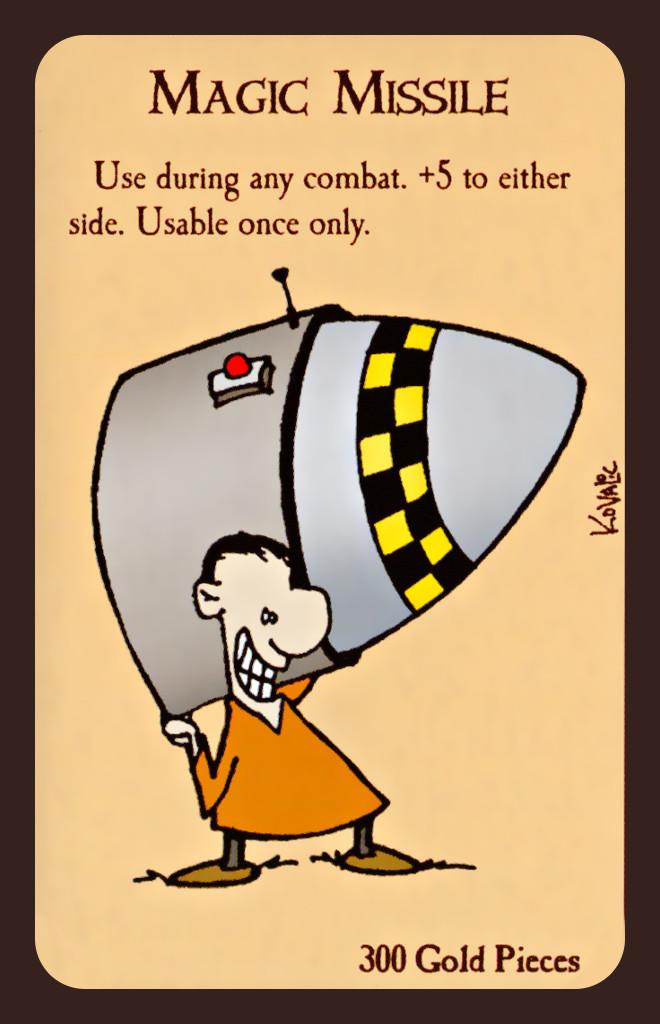 Magic Missile
Use during any combat. +5 to either
side. Usable once only.
Kovalic
300 Gold Pieces